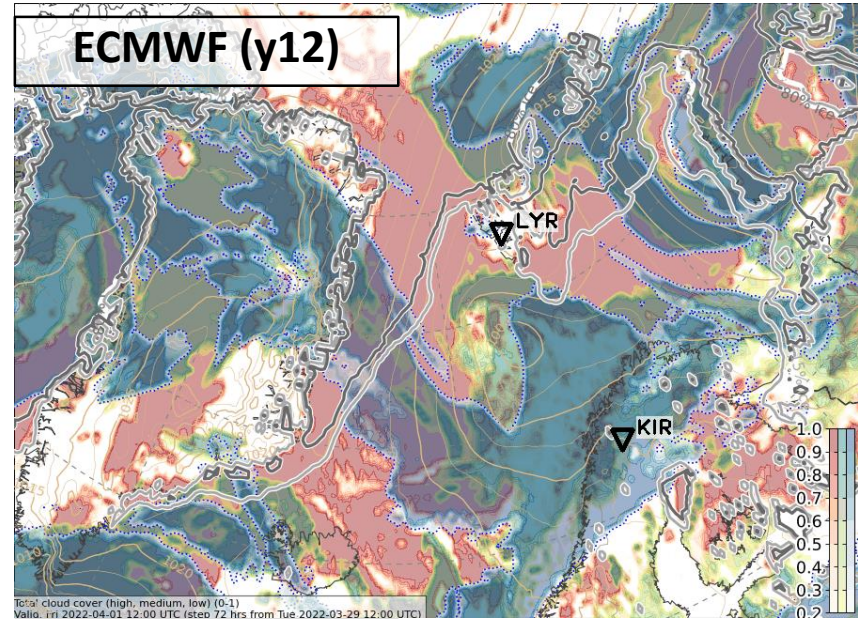 ECMWF (y12)
LYR
KIR
1.0
0.9
0.8
0.7
0.6
0.5
0.4
0.3
0.2
Total cloud cover (high, medium, low) (0-1)
Valid: Fri 2022-04-01 12:00 UTC (step 72 hrs from Tue 2022-03-29 12:00 UTC)